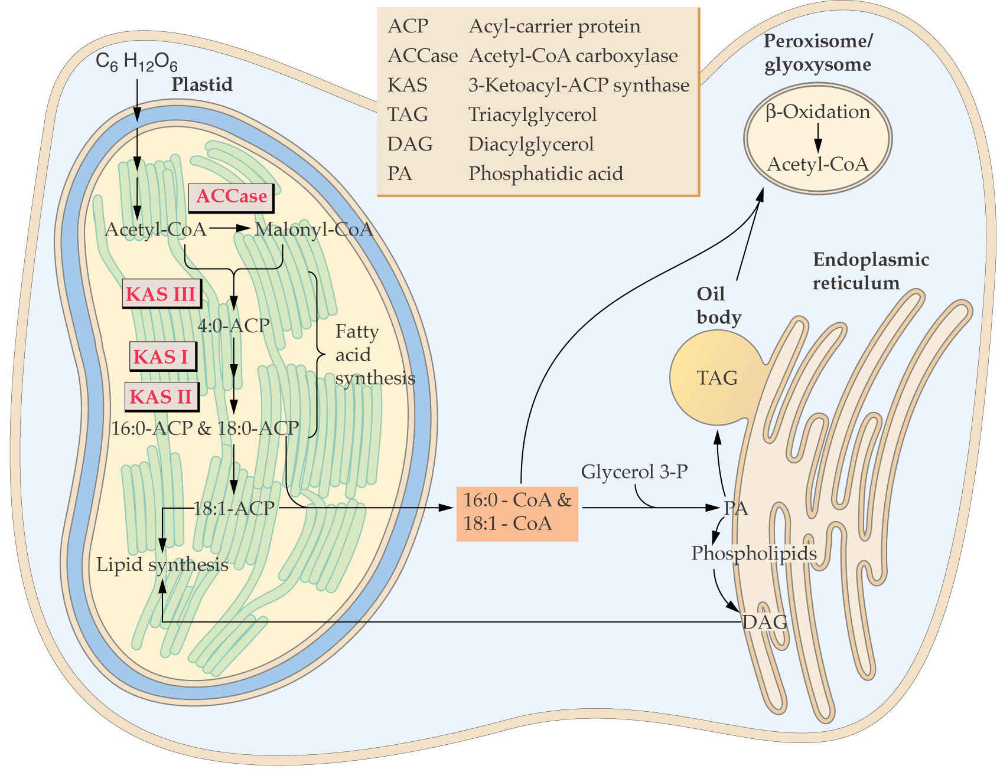 ACP Acyl-carrier protein
ACCase Acetyl-CoA carboxylase
KAS 3-Ketoacyl-ACP synthase
TAG Triacylglycerol
DAG Diacylglycerol
PA Phosphatidic acid
C6 H12O6
Plastid
ACCase
Acetyl-CoA
Malonyl-CoA
KAS III
4:0-ACP
KAS I
KAS II
Fatty
acid
synthesis
16:0-ACP & 18:0-ACP
18:1-ACP
Lipid synthesis
16:0 - CoA &
18:1 - CoA
Glycerol 3-P
Peroxisome/
glyoxysome
β-Oxidation
Acetyl-CoA
Endoplasmic
reticulum
Oil
body
TAG
PA
Phospholipids
DAG